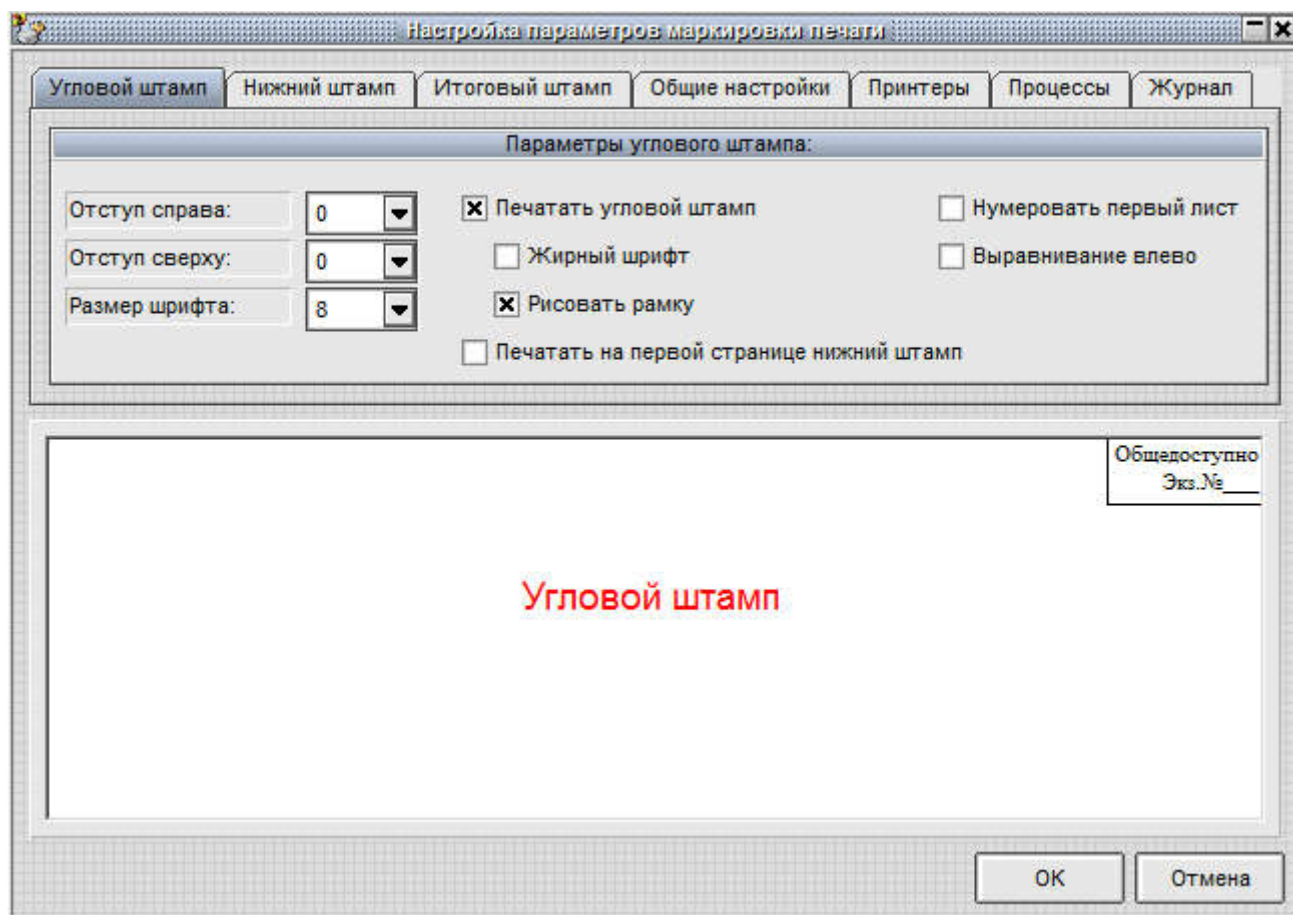 Настройка параметров маркировки печати
Угловой штамп Нижний штамп Итоговый штамп Общие настройки Принтеры Процессы Журнал
Параметры углового штампа:
Отступ справа: 0 Печатать угловой штамп Нумеровать первый лист
Отступ сверху: 0 Жирный шрифт Выравнивание влево
Размер шрифта: 8 Рисовать рамку
Печатать на первой странице нижний штамп
Общедоступно
Экз.№____
Угловой штамп
OK Отмена